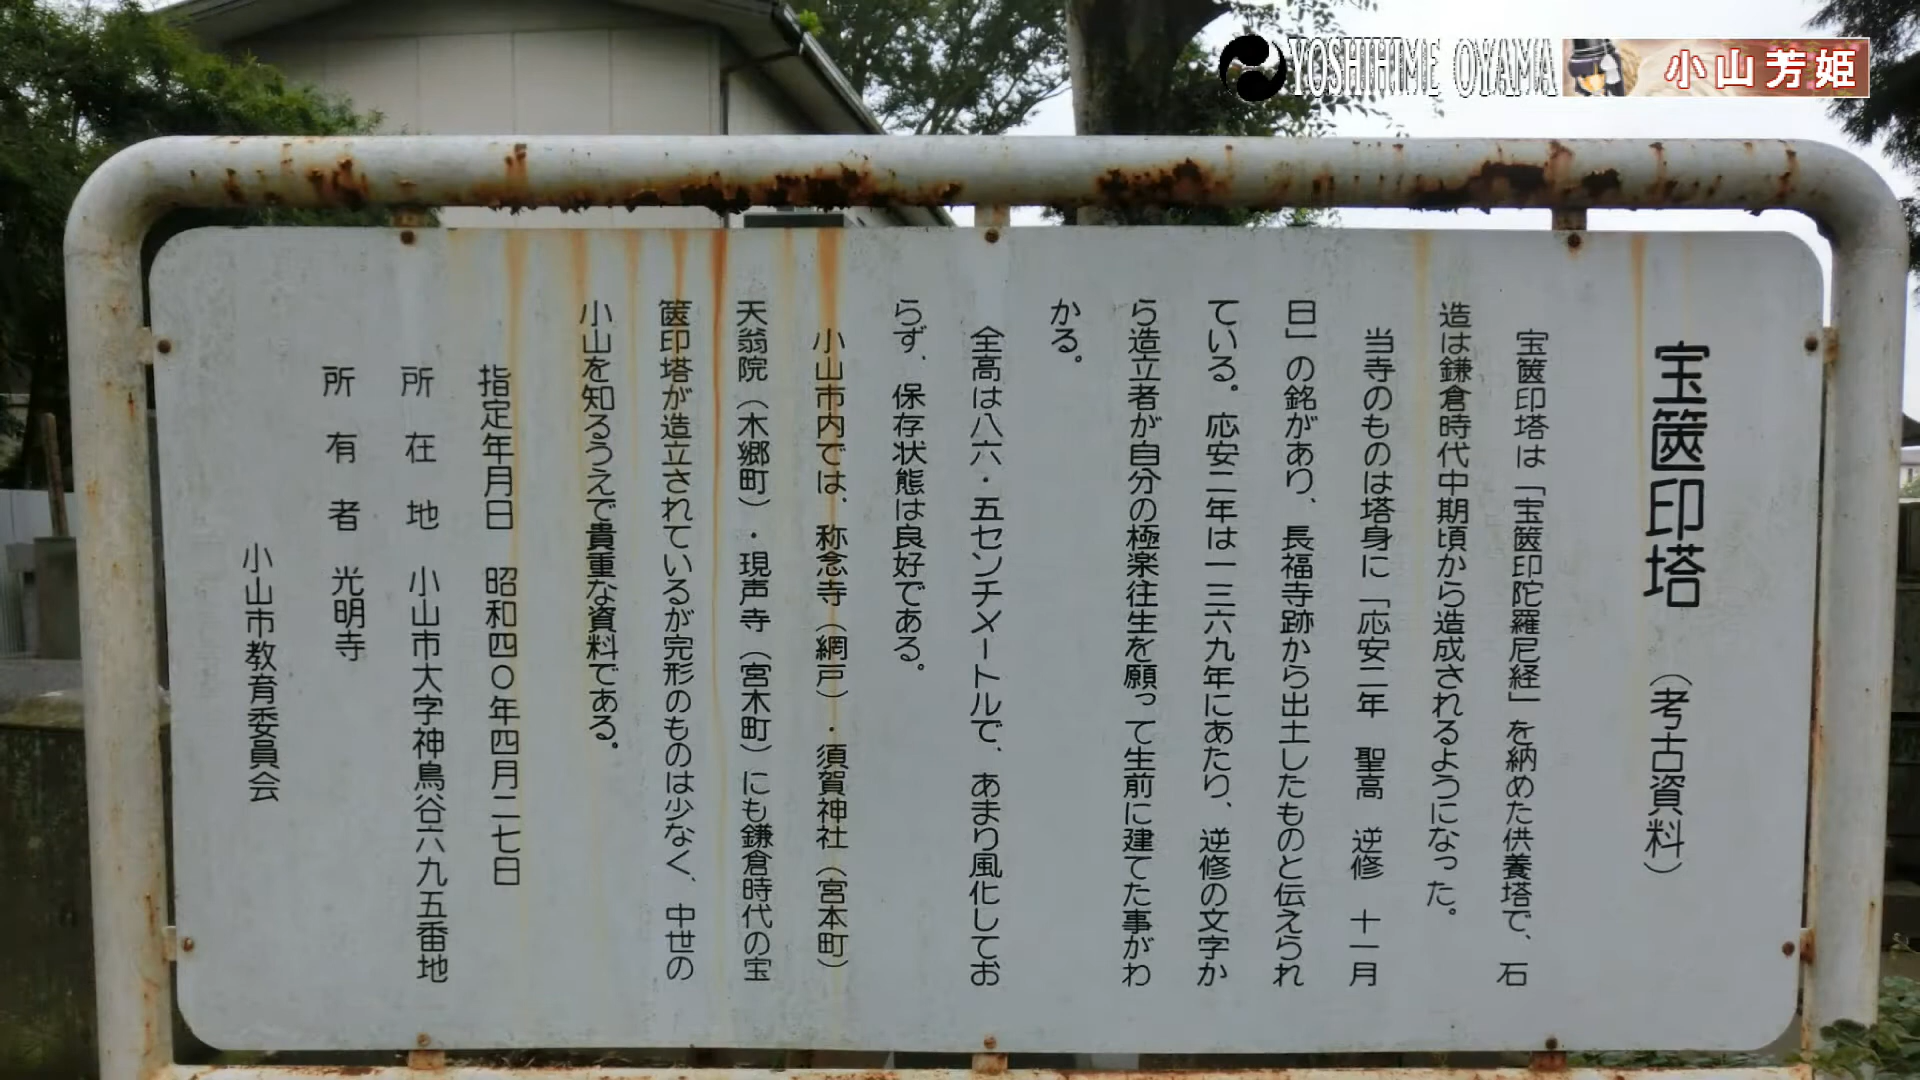 YOSHIHIME OYAMA
小山芳姫
宝篋印塔 （考古資料）
宝篋印塔は「宝篋印陀羅尼経」を納めた供養塔で、石
造は鎌倉時代中期頃から造成されるようになった。
当寺のものは塔身に「応安二年 聖高 逆修 十一月
日」の銘があり、長福寺跡から出土したものと伝えられ
ている。応安二年は一三六九年にあたり、逆修の文字か
ら造立者が自分の極楽往生を願って生前に建てた事がわ
かる。
全高は八六・五センチメートルで、あまり風化してお
らず、保存状態は良好である。
小山市内では、称念寺（網戸）・須賀神社（宮本町）
天翁院（木郷町）・現声寺（宮木町）にも鎌倉時代の宝
篋印塔が造立されているが完形のものは少なく、中世の
小山を知るうえで貴重な資料である。
指定年月日 昭和四〇年四月二七日
所在地 小山市大字神鳥谷六九五番地
所有者 光明寺
小山市教育委員会